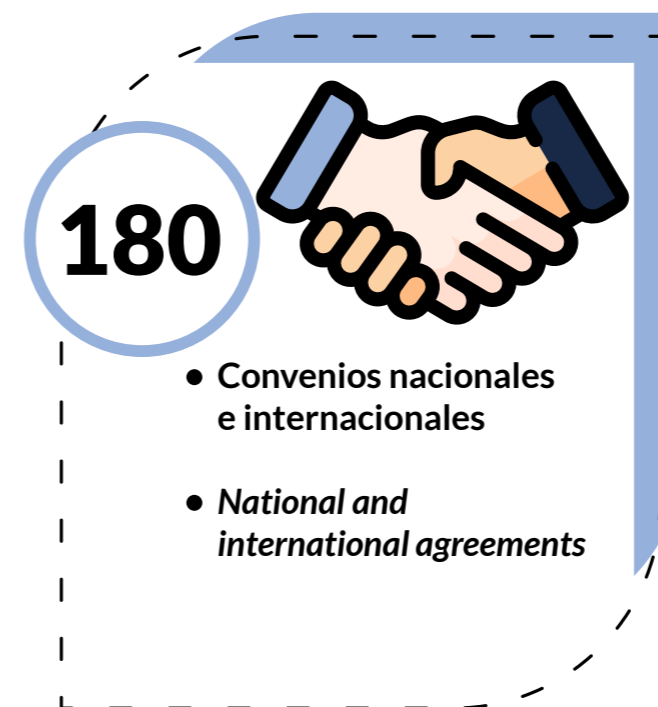 180
• Convenios nacionales
e internacionales
• National and
international agreements